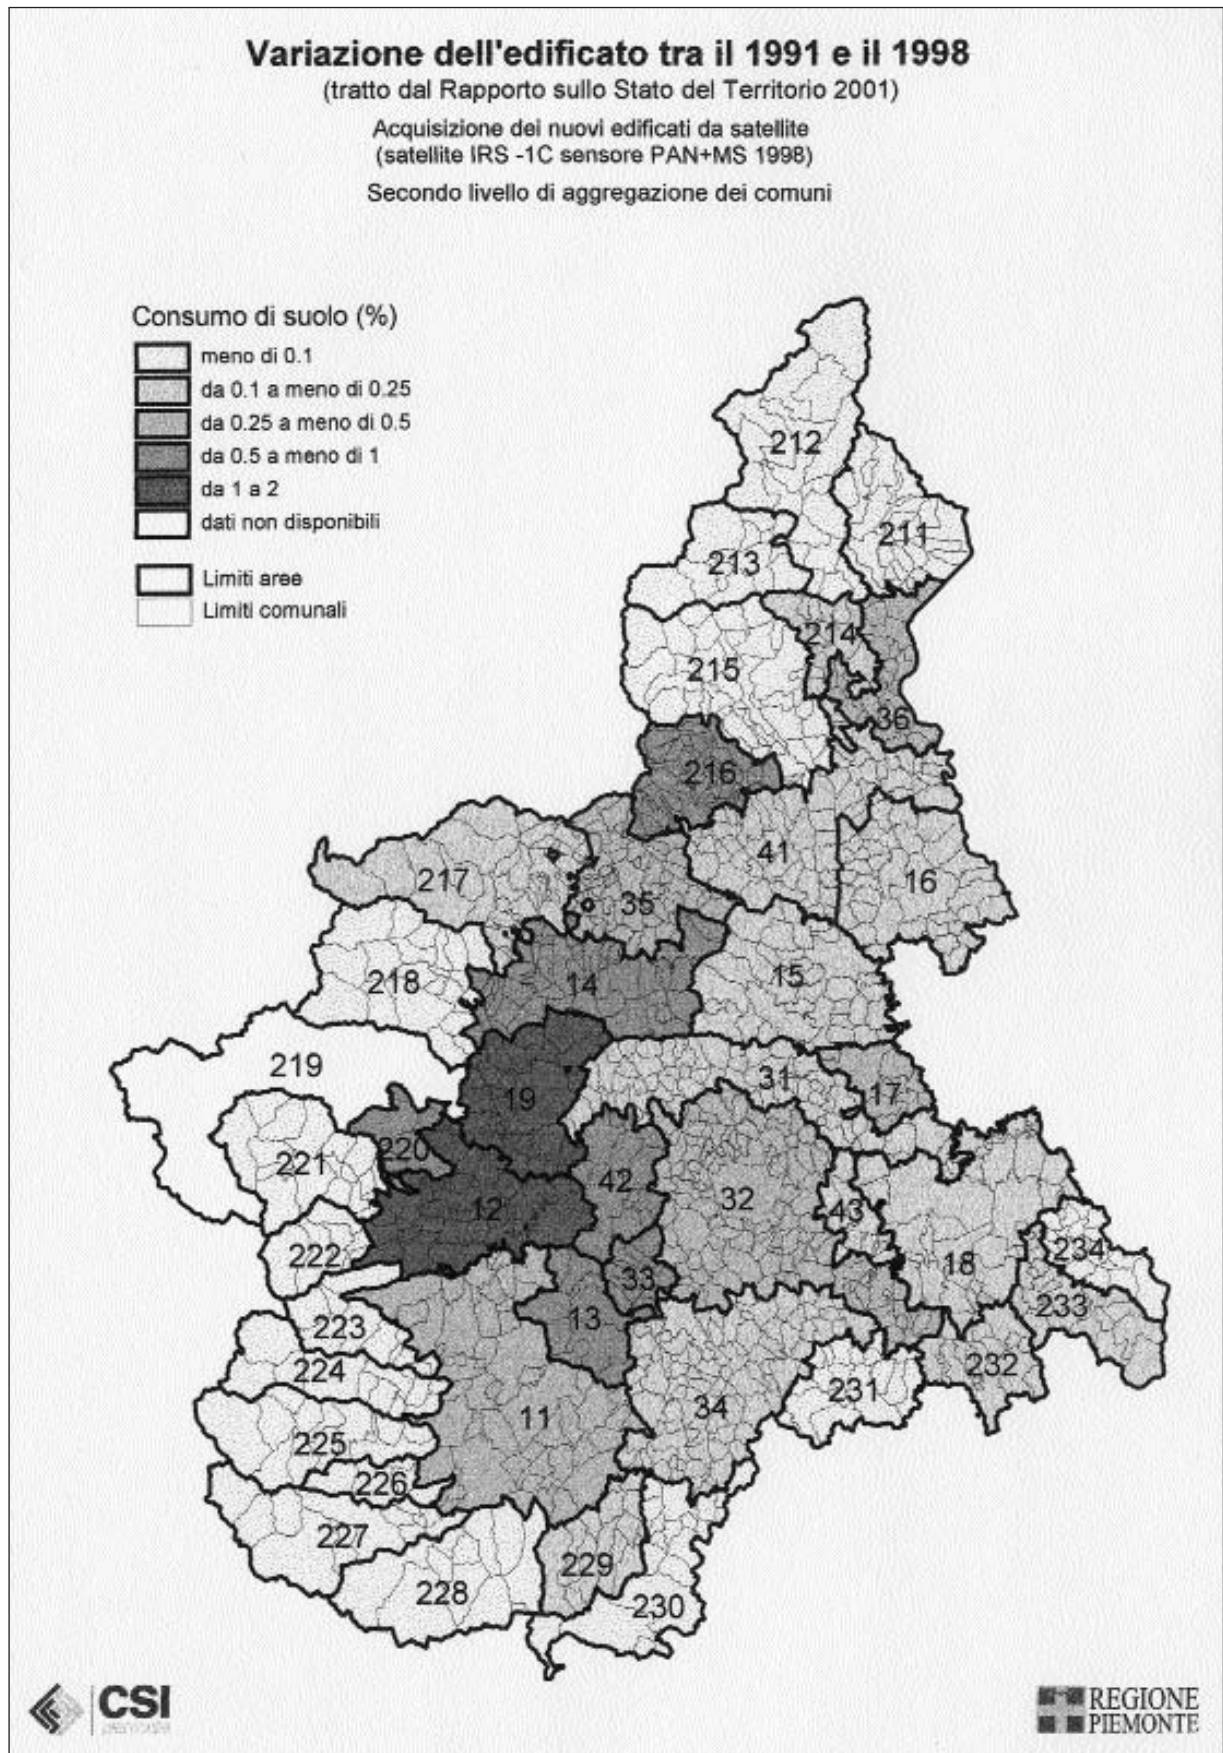 Variazione dell'edificato tra il 1991 e il 1998
(tratto dal Rapporto sullo Stato del Territorio 2001)
Acquisizione dei nuovi edificati da satellite
(satellite IRS -1C sensore PAN+MS 1998)
Secondo livello di aggregazione dei comuni
Consumo di suolo (%)
meno di 0.1
da 0.1 a meno di 0.25
da 0.25 a meno di 0.5
da 0.5 a meno di 1
da 1 a 2
dati non disponibili
Limiti aree
Limiti comunali
212
211
213
214
215
36
216
41
16
217
35
218
14
15
219
31
17
19
220
221
42
32
12
43
222
18
234
33
233
13
223
232
224
231
34
11
225
226
227
229
228
230
CSI
REGIONE
PIEMONTE